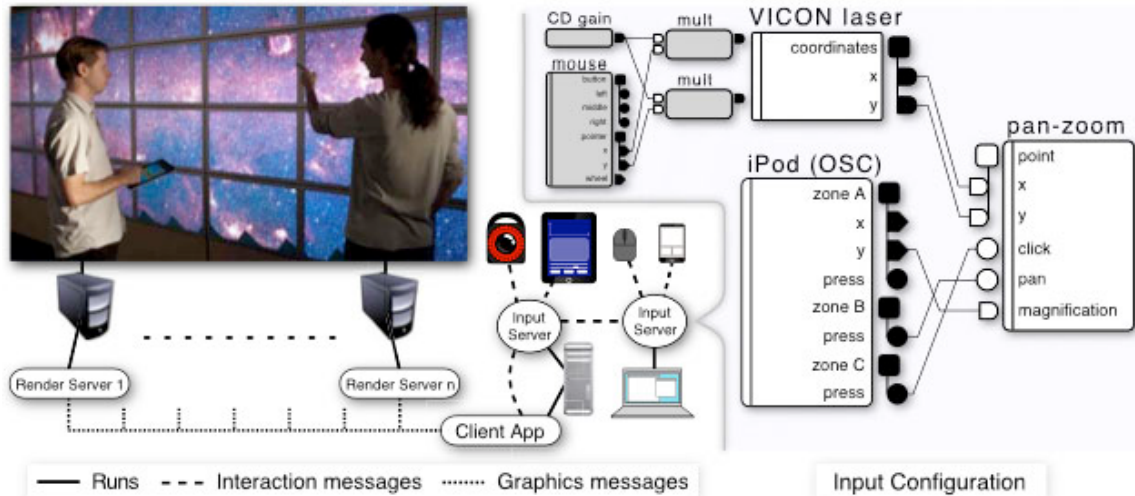 CD gain
mult
mouse
button
left
middle
right
pointer
x
y
wheel
mult
VICON laser
coordinates
x
y
iPod (OSC)
zone A
x
y
press
zone B
press
zone C
press
pan-zoom
point
x
y
click
pan
magnification
Input
Server
Input
Server
Render Server 1
Render Server n
Client App
Runs
Interaction messages
Graphics messages
Input Configuration